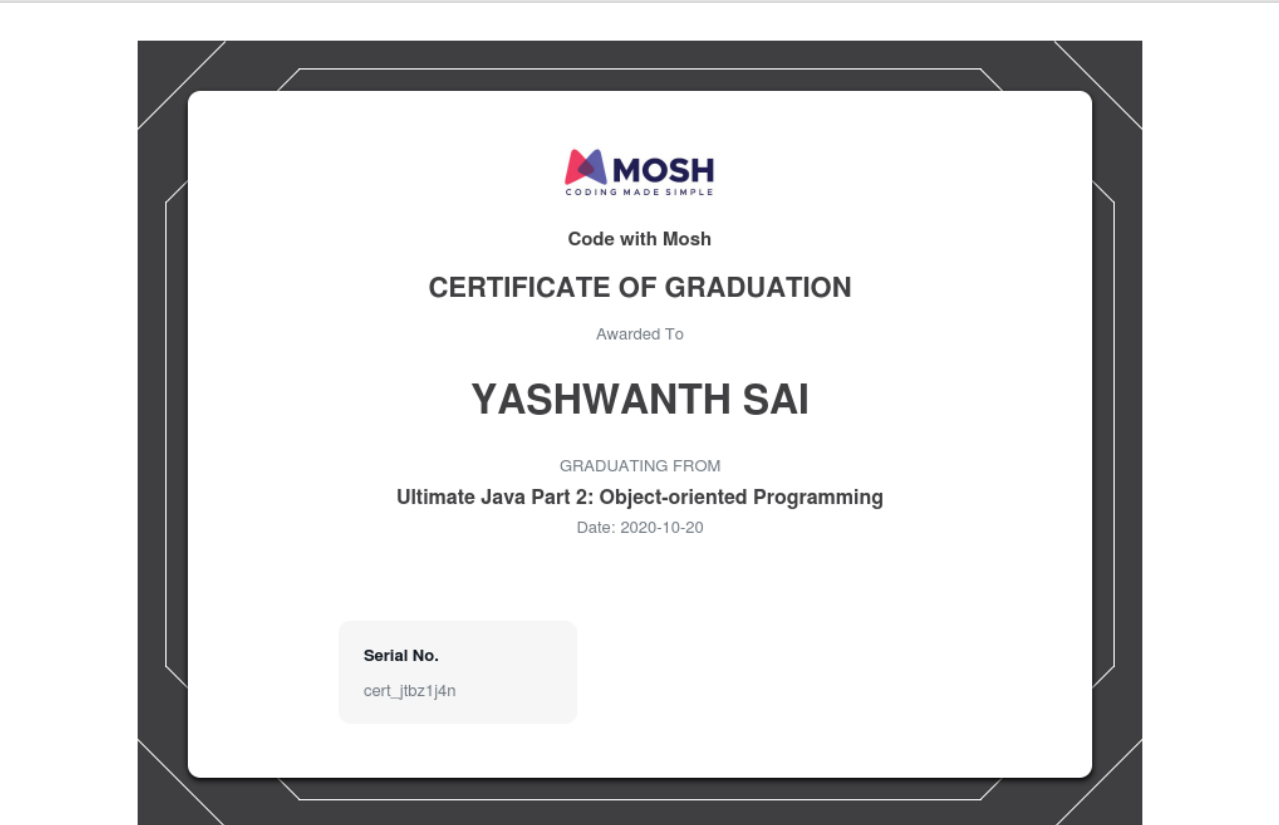 MOSH
CODING MADE SIMPLE
Code with Mosh
CERTIFICATE OF GRADUATION
Awarded To
YASHWANTH SAI
GRADUATING FROM
Ultimate Java Part 2: Object-oriented Programming
Date: 2020-10-20
Serial No.
cert_jtbz1j4n